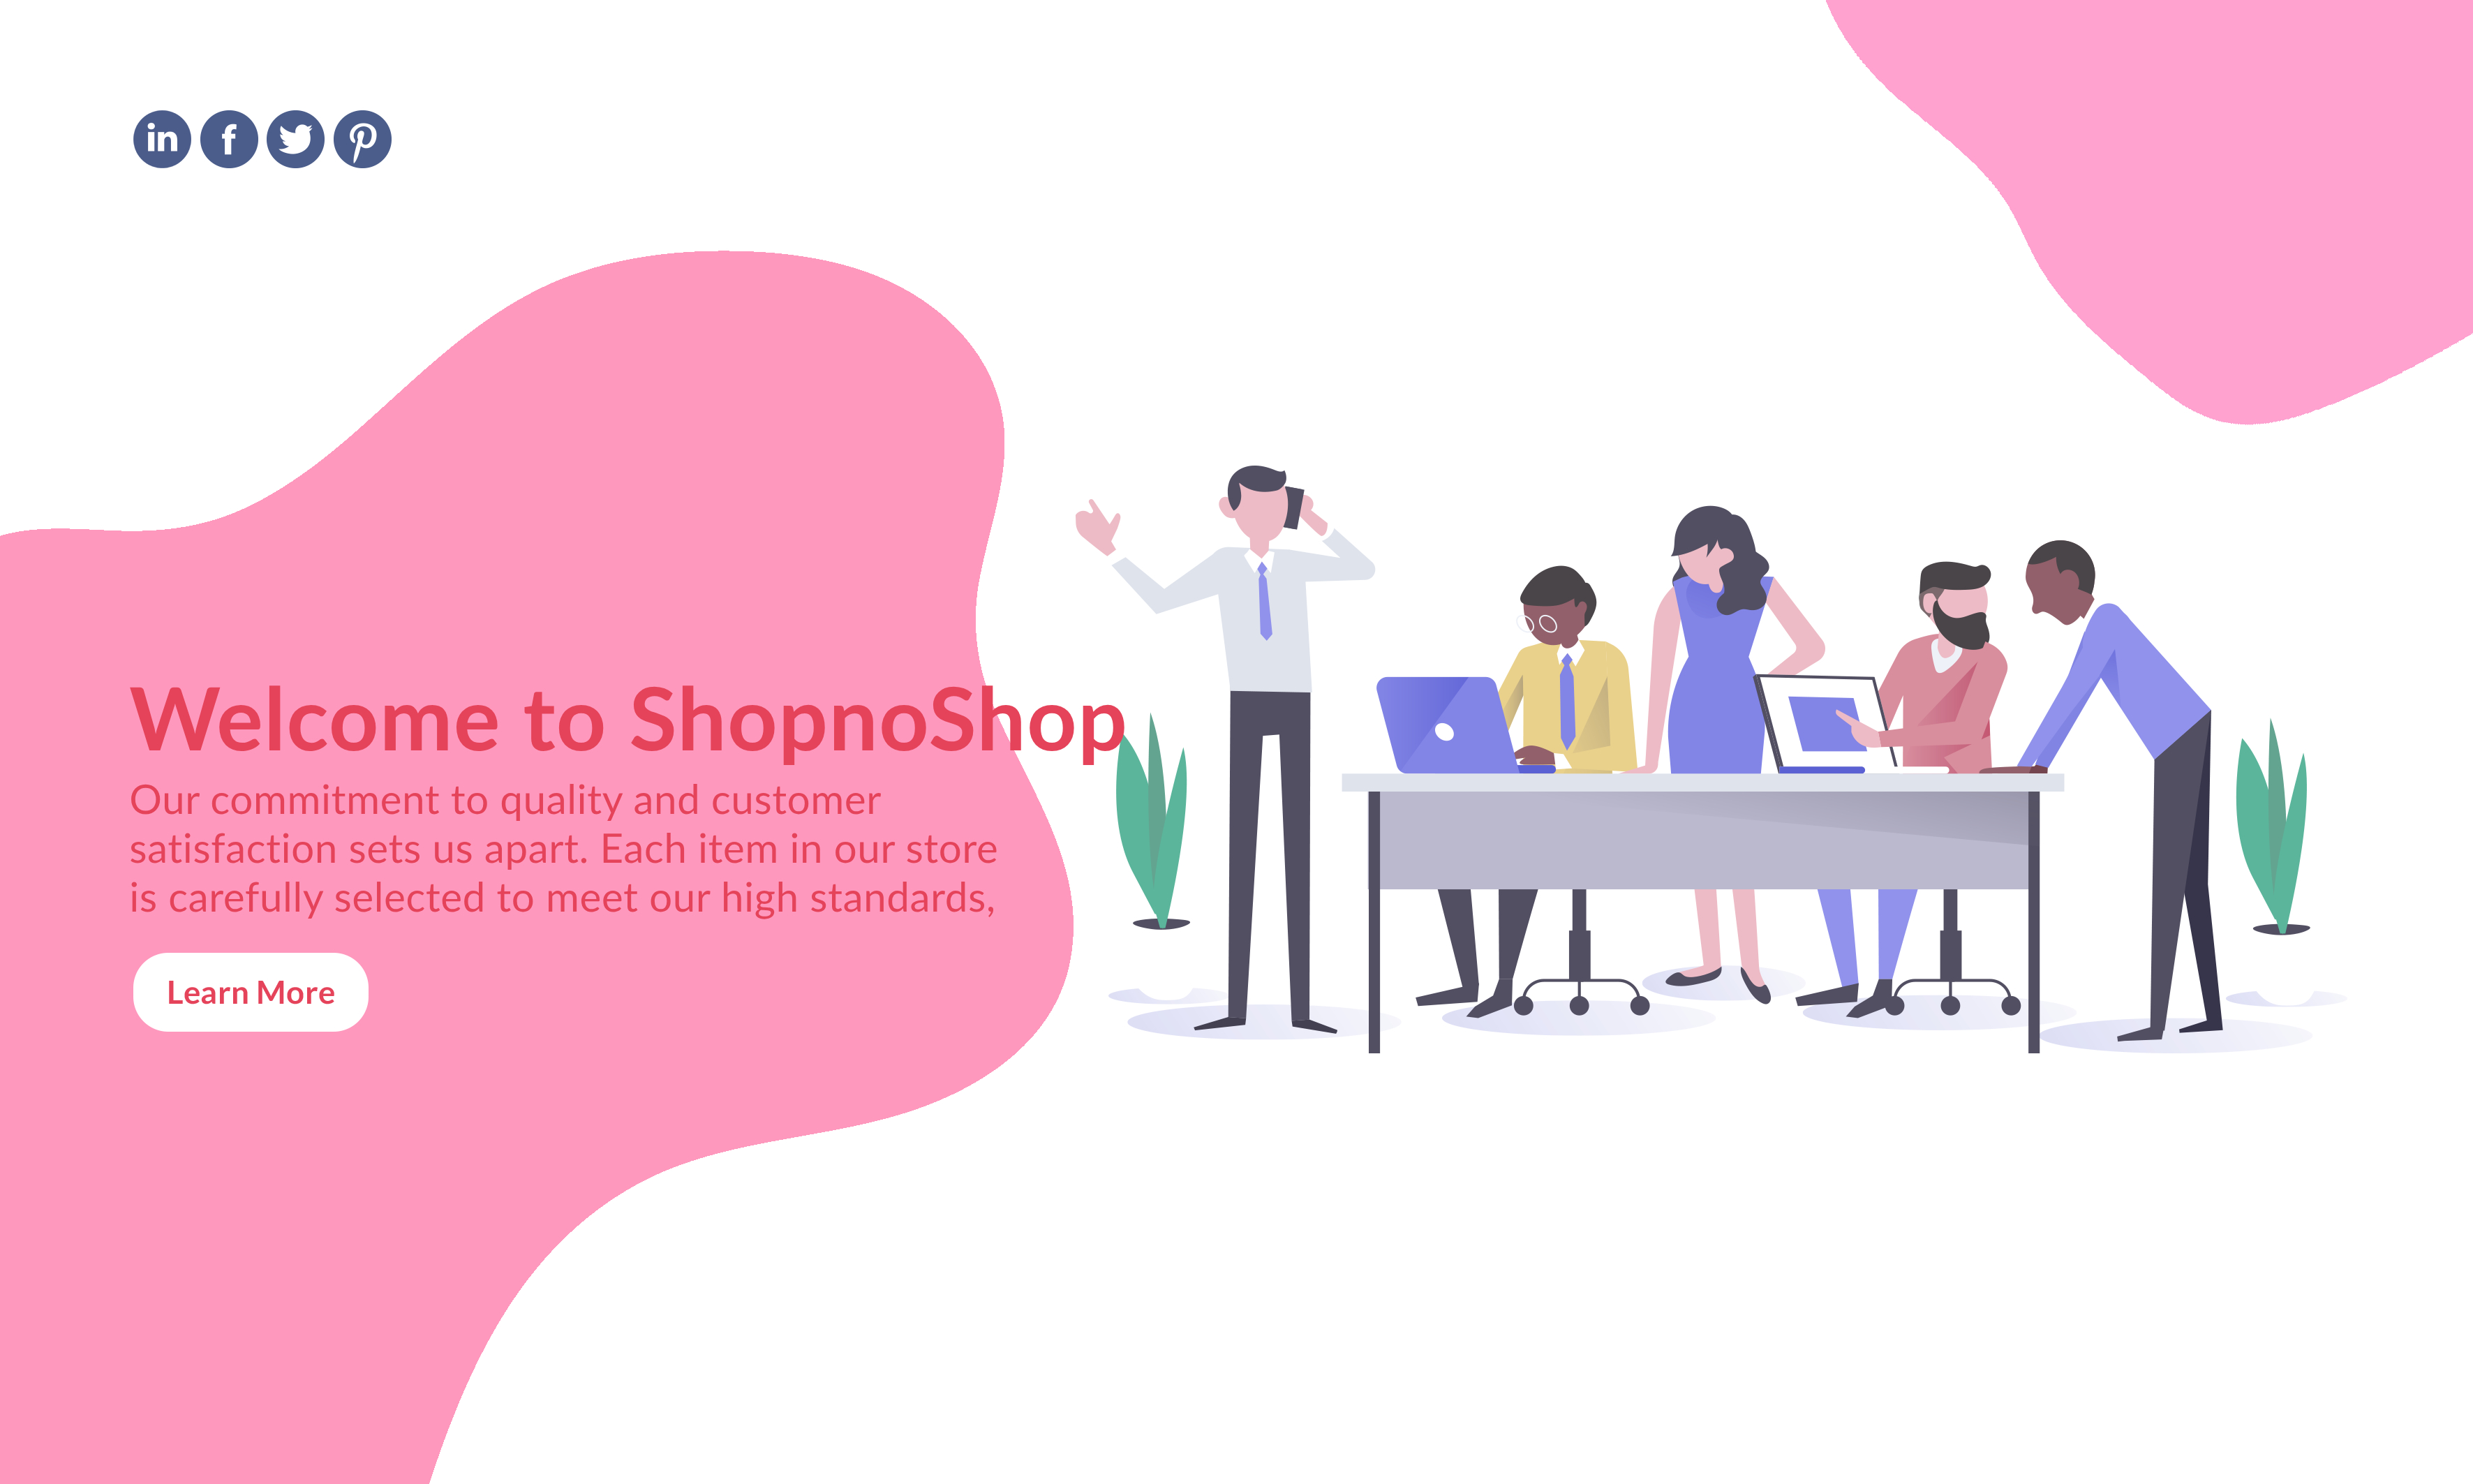 Welcome to ShopnoShop
Our commitment to quality and customer
satisfaction sets us apart. Each item in our store
is carefully selected to meet our high standards,
Learn More